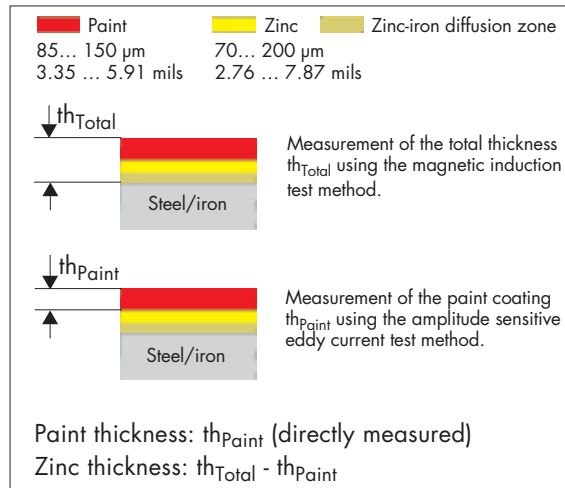 Paint Zinc Zinc-iron diffusion zone
85... 150 µm 70... 200 µm
3.35 ... 5.91 mils 2.76 ... 7.87 mils
thTotal
Measurement of the total thickness
thTotal using the magnetic induction
test method.
Steel/iron
thPaint
Measurement of the paint coating
thPaint using the amplitude sensitive
eddy current test method.
Steel/iron
Paint thickness: thPaint (directly measured)
Zinc thickness: thTotal - thPaint